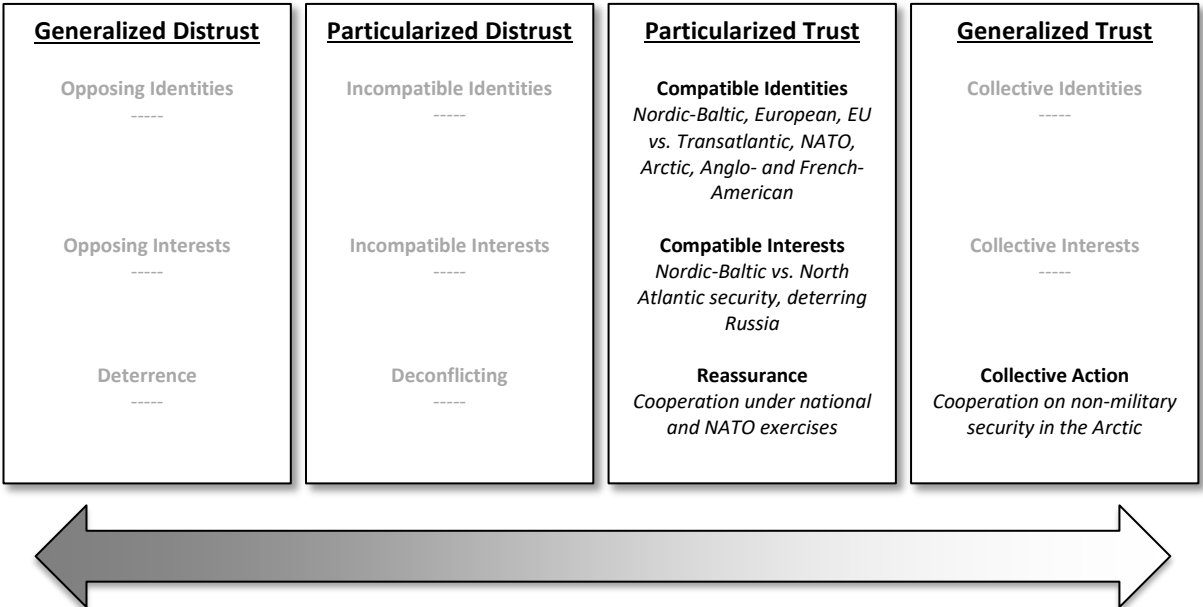 Generalized Distrust
Opposing Identities
-----
Opposing Interests
-----
Deterrence
-----
Particularized Distrust
Incompatible Identities
-----
Incompatible Interests
-----
Deconflicting
-----
Particularized Trust
Compatible Identities
Nordic-Baltic, European, EU
vs. Transatlantic, NATO,
Arctic, Anglo- and French-
American
Compatible Interests
Nordic-Baltic vs. North
Atlantic security, deterring
Russia
Reassurance
Cooperation under national
and NATO exercises
Generalized Trust
Collective Identities
-----
Collective Interests
-----
Collective Action
Cooperation on non-military
security in the Arctic